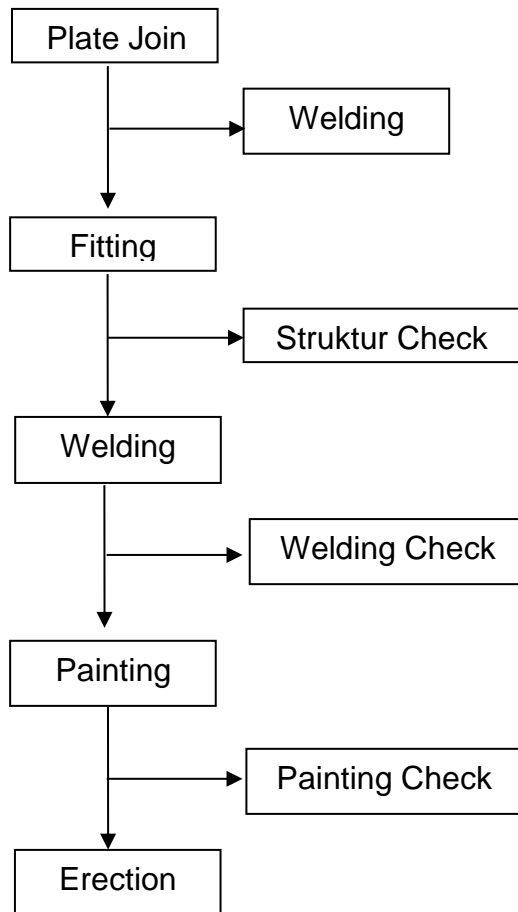 Plate Join
Welding
Fitting
Struktur Check
Welding
Welding Check
Painting
Painting Check
Erection